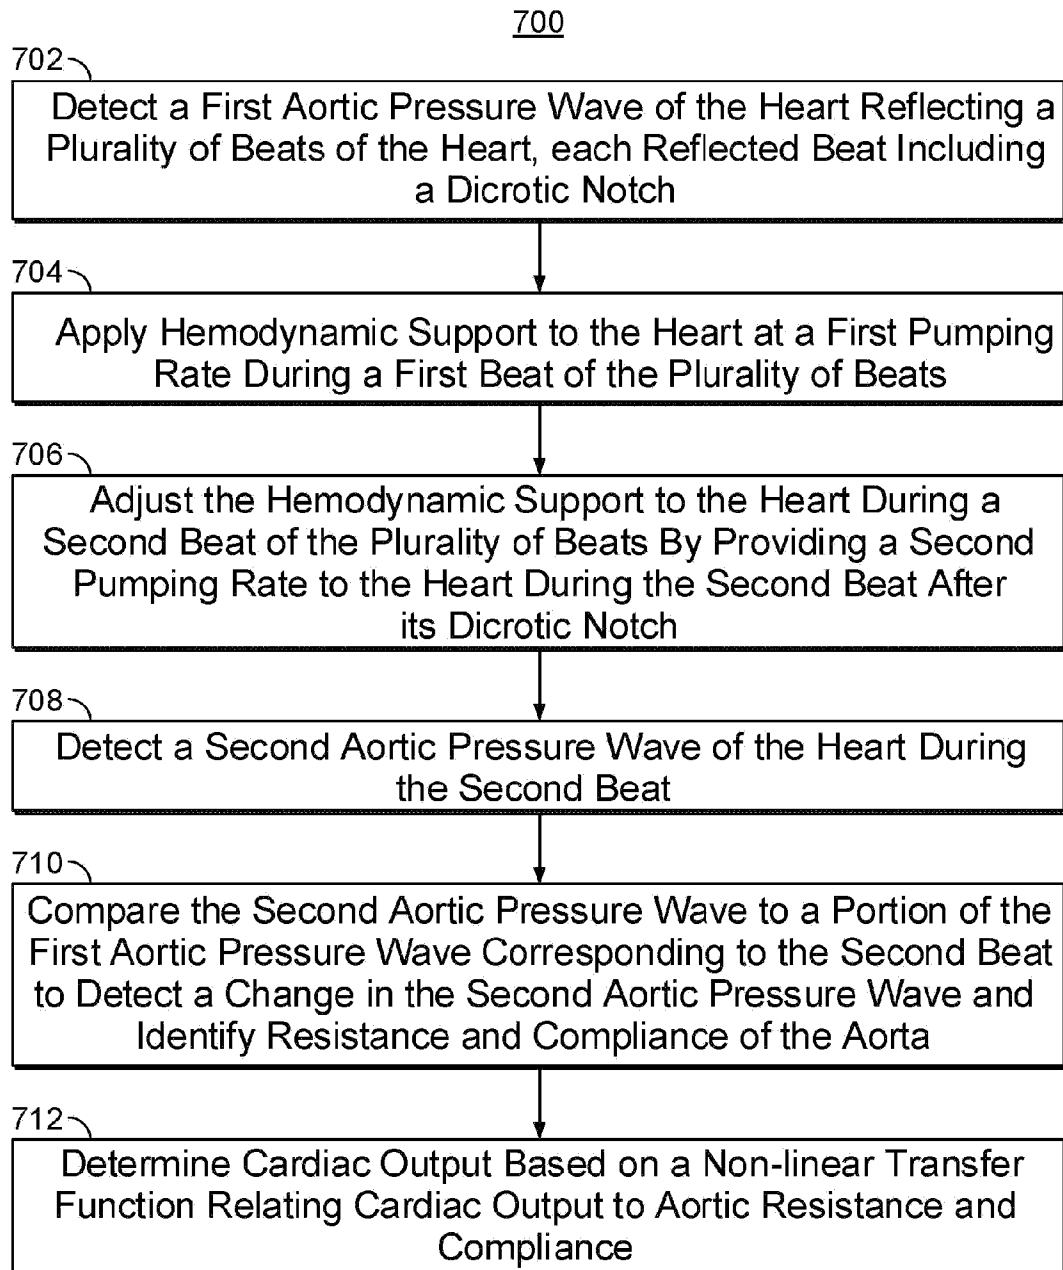 700
702
Detect a First Aortic Pressure Wave of the Heart Reflecting a
Plurality of Beats of the Heart, each Reflected Beat Including
a Dicrotic Notch
704
Apply Hemodynamic Support to the Heart at a First Pumping
Rate During a First Beat of the Plurality of Beats
706
Adjust the Hemodynamic Support to the Heart During a
Second Beat of the Plurality of Beats By Providing a Second
Pumping Rate to the Heart During the Second Beat After
its Dicrotic Notch
708
Detect a Second Aortic Pressure Wave of the Heart During
the Second Beat
710
Compare the Second Aortic Pressure Wave to a Portion of the
First Aortic Pressure Wave Corresponding to the Second Beat
to Detect a Change in the Second Aortic Pressure Wave and
Identify Resistance and Compliance of the Aorta
712
Determine Cardiac Output Based on a Non-linear Transfer
Function Relating Cardiac Output to Aortic Resistance and
Compliance